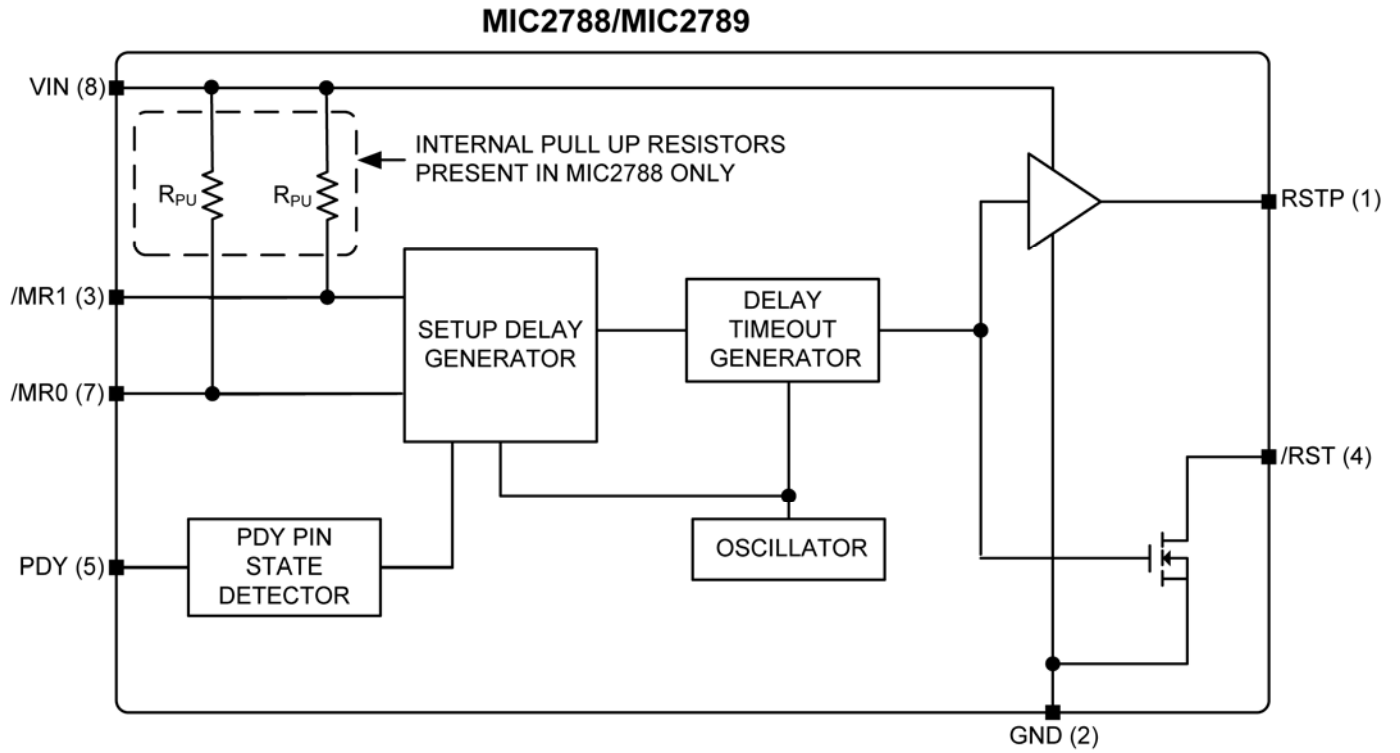 MIC2788/MIC2789
VIN (8)
INTERNAL PULL UP RESISTORS
PRESENT IN MIC2788 ONLY
RPU
RPU
RSTP (1)
/MR1 (3)
SETUP DELAY
GENERATOR
DELAY
TIMEOUT
GENERATOR
/MR0 (7)
/RST (4)
PDY (5)
PDY PIN
STATE
DETECTOR
OSCILLATOR
GND (2)